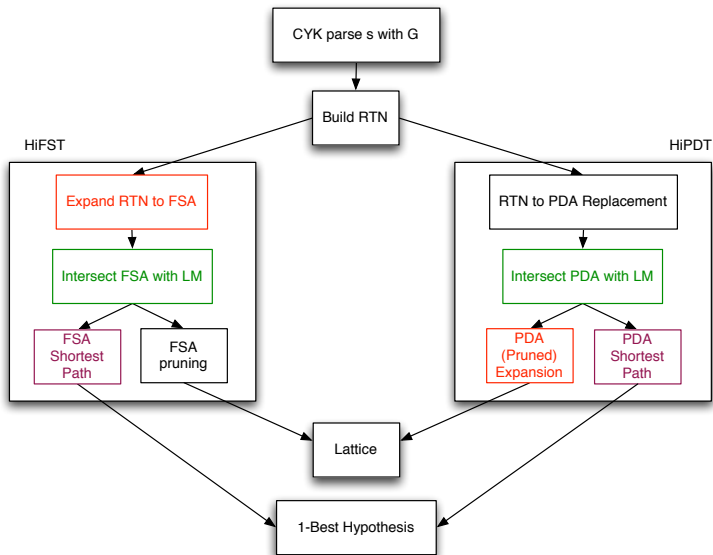 CYK parse s with G
Build RTN
HiFST
HiPDT
Expand RTN to FSA
RTN to PDA Replacement
Intersect FSA with LM
Intersect PDA with LM
FSA
Shortest
Path
FSA
pruning
PDA
(Pruned)
Expansion
PDA
Shortest
Path
Lattice
1-Best Hypothesis